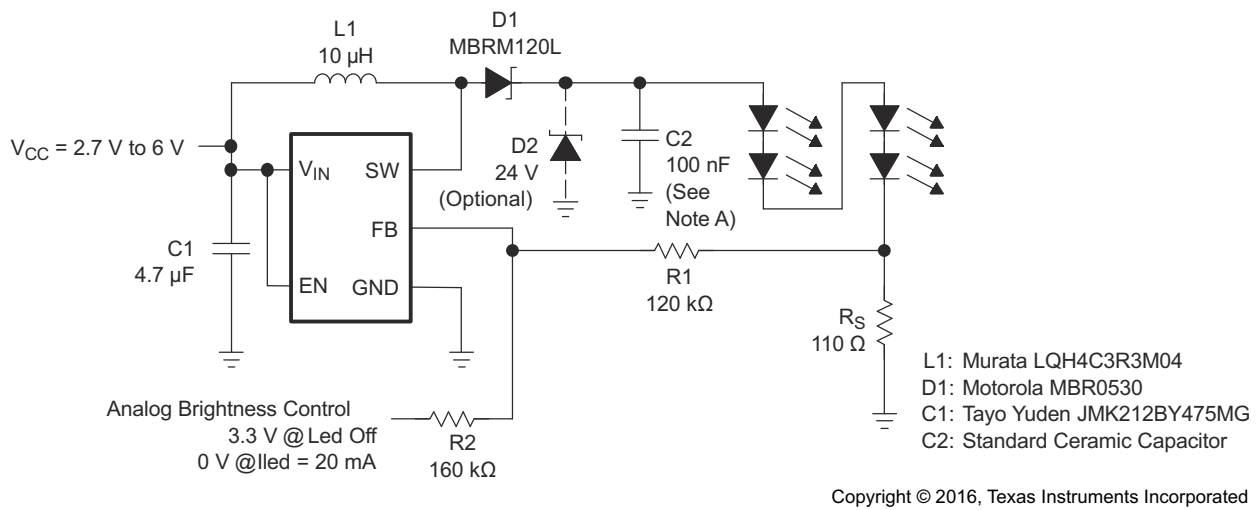 L1
10 µH
D1
MBRM120L
V_CC = 2.7 V to 6 V
V_IN
SW
FB
EN
GND
C1
4.7 µF
D2
24 V
(Optional)
C2
100 nF
(See
Note A)
R1
120 kΩ
R_S
110 Ω
Analog Brightness Control
3.3 V @ Led Off
0 V @Iled = 20 mA
R2
160 kΩ
L1: Murata LQH4C3R3M04
D1: Motorola MBR0530
C1: Tayo Yuden JMK212BY475MG
C2: Standard Ceramic Capacitor
Copyright © 2016, Texas Instruments Incorporated